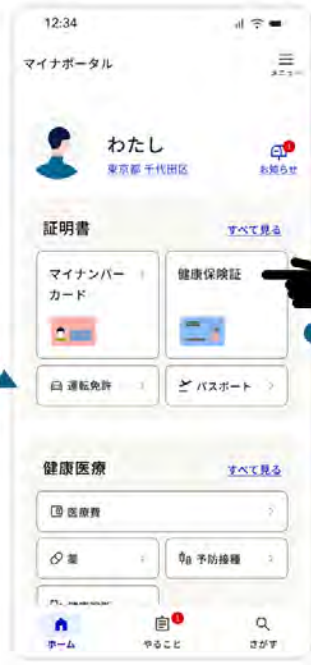 12:34
マイナポータル
メニュー
わたし
東京都 千代田区
1
お知らせ
証明書
すべて見る
マイナンバー
カード
健康保険証
運転免許
パスポート
健康医療
すべて見る
医療費
薬
予防接種
1
ホーム
やること
さがす